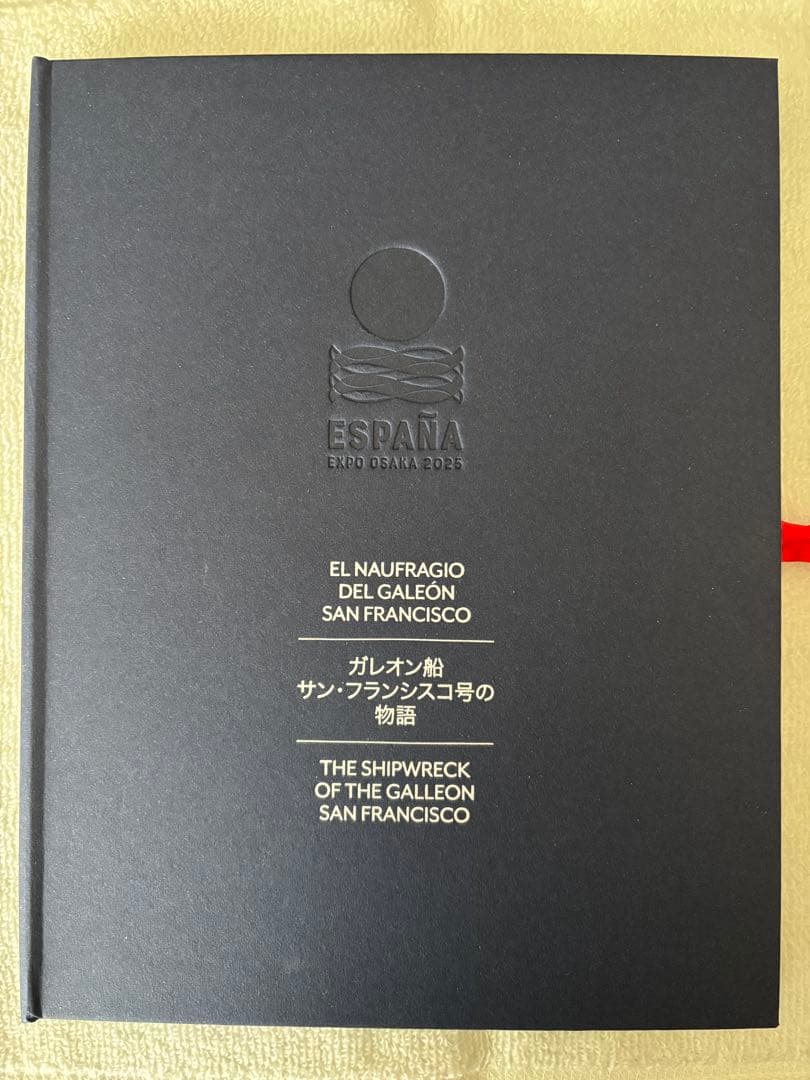 ESPAÑA
EXPO OSAKA 2025
EL NAUFRAGIO
DEL GALEÓN
SAN FRANCISCO
ガレオン船
サン・フランシスコ号の
物語
THE SHIPWRECK
OF THE GALLEON
SAN FRANCISCO